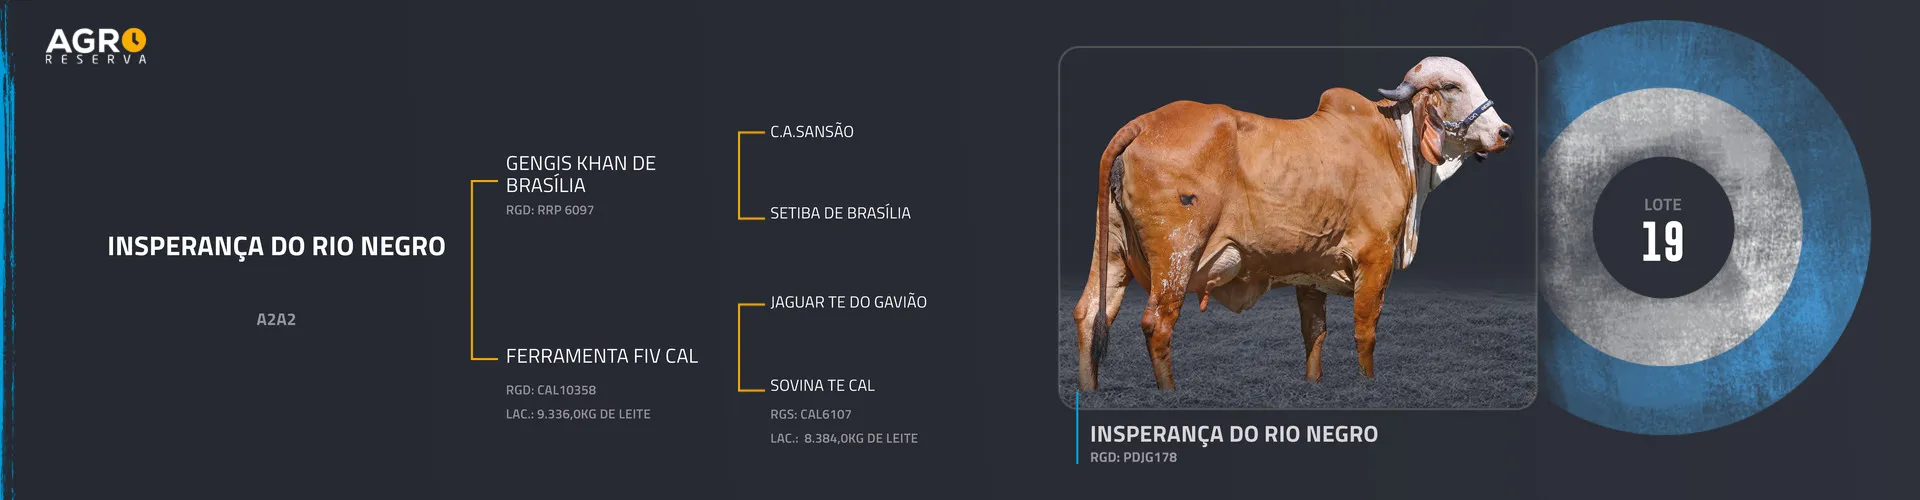 AGRO
RESERVA
INSPERANÇA DO RIO NEGRO
A2A2
GENGIS KHAN DE
BRASÍLIA
RGD: RRP 6097
FERRAMENTA FIV CAL
RGD: CAL10358
LAC.: 9.336,0KG DE LEITE
C.A.SANSÃO
SETIBA DE BRASÍLIA
JAGUAR TE DO GAVIÃO
SOVINA TE CAL
RGS: CAL6107
LAC.: 8.384,0KG DE LEITE
INSPERANÇA DO RIO NEGRO
RGD: PDJG178
LOTE
19